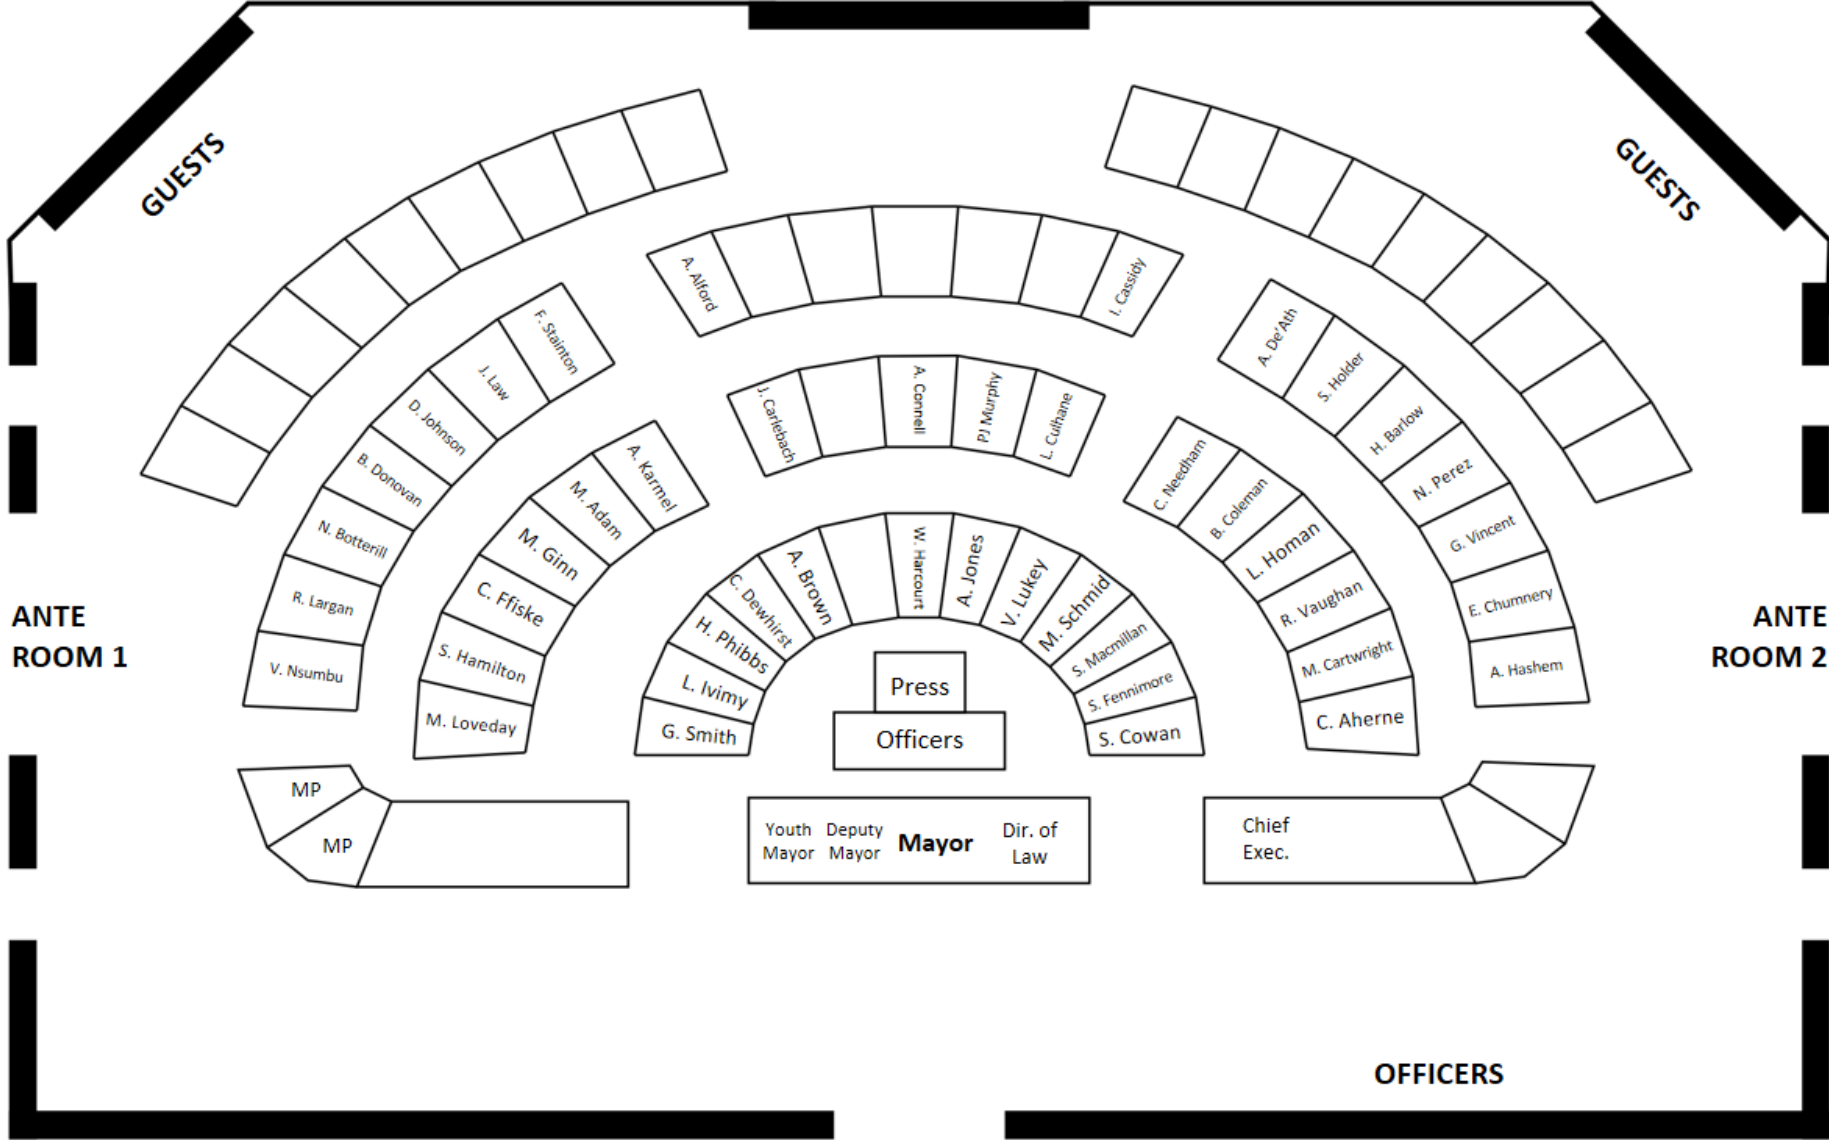 GUESTS
GUESTS
A. Alford
I. Cassidy
F. Stainton
J. Law
D. Johnson
B. Donovan
N. Botterill
R. Largan
V. Nsumbu
A. De'Ath
S. Holder
H. Barlow
N. Perez
G. Vincent
E. Chumnery
A. Hashem
J. Carlebach
A. Connell
PJ Murphy
L. Culhane
A. Karmel
M. Adam
M. Ginn
C. Ffiske
S. Hamilton
M. Loveday
C. Needham
B. Coleman
L. Homan
R. Vaughan
M. Cartwright
C. Aherne
G. Smith
L. Ivimy
H. Phibbs
C. Dewhirst
A. Brown
W. Harcourt
A. Jones
V. Lukey
M. Schmid
S. Macmillan
S. Fennimore
S. Cowan
ANTE
ROOM 1
ANTE
ROOM 2
Press
Officers
MP
MP
Youth
Mayor
Deputy
Mayor
Mayor
Dir. of
Law
Chief
Exec.
OFFICERS